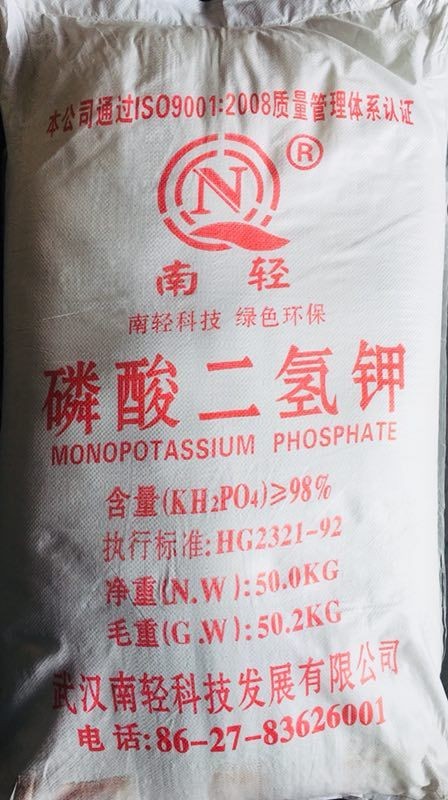 本公司通过ISO9001:2008质量管理体系认证
®
N
南轻
南轻科技 绿色环保
磷酸二氢钾
MONOPOTASSIUM PHOSPHATE
含量(KH₂PO₄)≥98%
执行标准:HG2321-92
净重(N.W):50.0KG
毛重(G.W):50.2KG
武汉南轻科技发展有限公司
电话:86-27-83626001